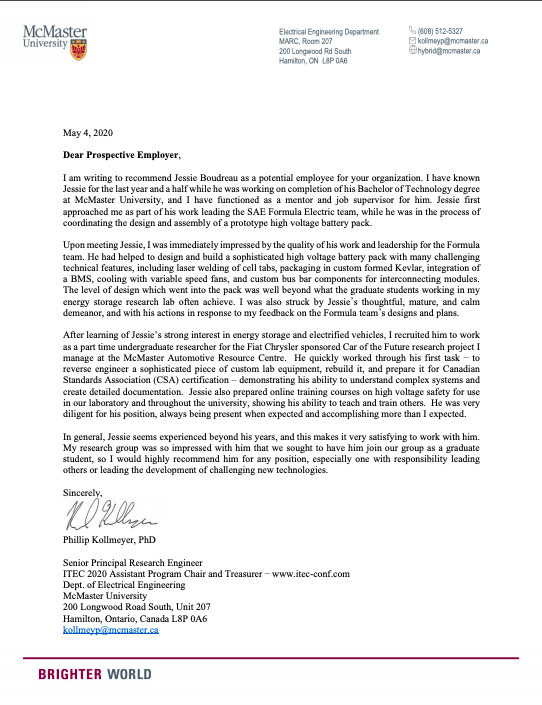 McMaster
University
Electrical Engineering Department
MARC, Room 207
200 Longwood Rd South
Hamilton, ON  L8P 0A6
(608) 512-5327
kollmeyp@mcmaster.ca
hybrid@mcmaster.ca
May 4, 2020
Dear Prospective Employer,
I am writing to recommend Jessie Boudreau as a potential employee for your organization. I have known
Jessie for the last year and a half while he was working on completion of his Bachelor of Technology degree
at McMaster University, and I have functioned as a mentor and job supervisor for him. Jessie first
approached me as part of his work leading the SAE Formula Electric team, while he was in the process of
coordinating the design and assembly of a prototype high voltage battery pack.
Upon meeting Jessie, I was immediately impressed by the quality of his work and leadership for the Formula
team. He had helped to design and build a sophisticated high voltage battery pack with many challenging
technical features, including laser welding of cell tabs, packaging in custom formed Kevlar, integration of
a BMS, cooling with variable speed fans, and custom bus bar components for interconnecting modules.
The level of design which went into the pack was well beyond what the graduate students working in my
energy storage research lab often achieve. I was also struck by Jessie's thoughtful, mature, and calm
demeanor, and with his actions in response to my feedback on the Formula team's designs and plans.
After learning of Jessie's strong interest in energy storage and electrified vehicles, I recruited him to work
as a part time undergraduate researcher for the Fiat Chrysler sponsored Car of the Future research project I
manage at the McMaster Automotive Resource Centre.  He quickly worked through his first task – to
reverse engineer a sophisticated piece of custom lab equipment, rebuild it, and prepare it for Canadian
Standards Association (CSA) certification – demonstrating his ability to understand complex systems and
create detailed documentation.  Jessie also prepared online training courses on high voltage safety for use
in our laboratory and throughout the university, showing his ability to teach and train others.  He was very
diligent for his position, always being present when expected and accomplishing more than I expected.
In general, Jessie seems experienced beyond his years, and this makes it very satisfying to work with him.
My research group was so impressed with him that we sought to have him join our group as a graduate
student, so I would highly recommend him for any position, especially one with responsibility leading
others or leading the development of challenging new technologies.
Sincerely,
Phillip Kollmeyer, PhD
Senior Principal Research Engineer
ITEC 2020 Assistant Program Chair and Treasurer – www.itec-conf.com
Dept. of Electrical Engineering
McMaster University
200 Longwood Road South, Unit 207
Hamilton, Ontario, Canada L8P 0A6
kollmeyp@mcmaster.ca
BRIGHTER WORLD